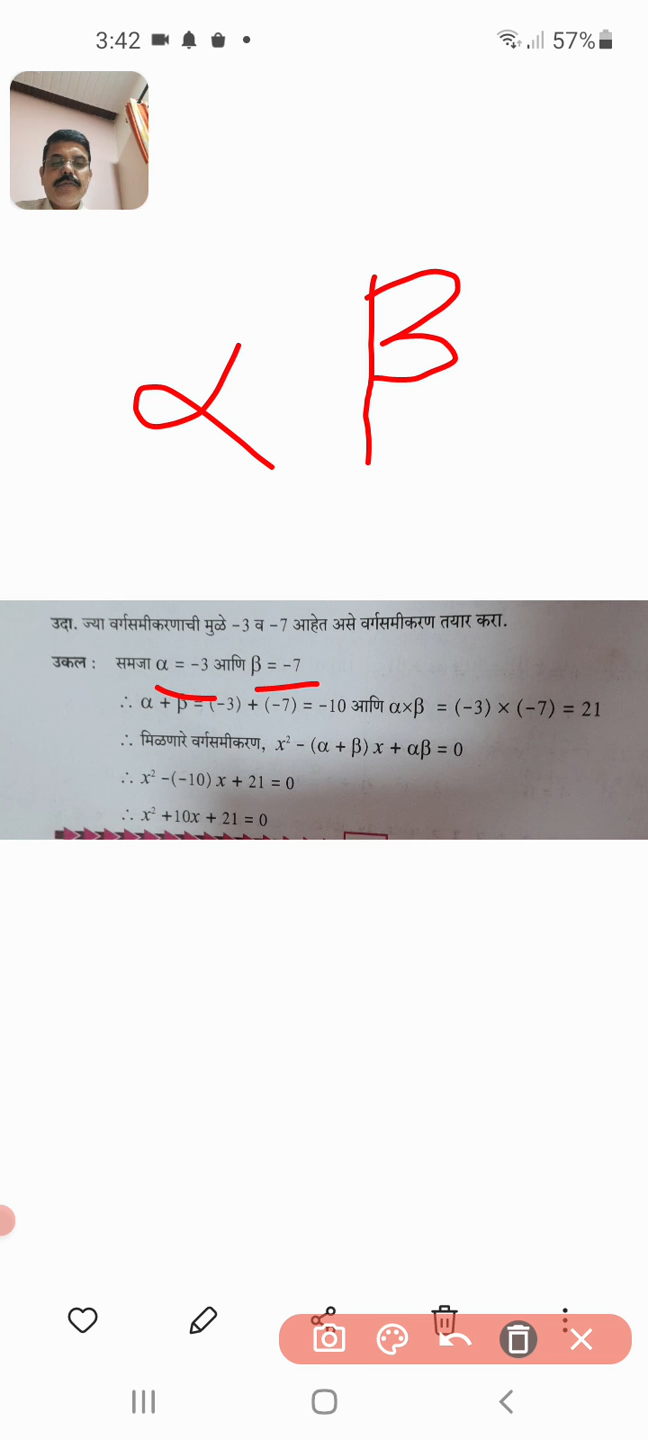 3:42
57%
α β
उदा. ज्या वर्गसमीकरणाची मुळे -3 व -7 आहेत असे वर्गसमीकरण तयार करा.
उकल : समजा α = -3 आणि β = -7
∴ α + β = (-3) + (-7) = -10 आणि α×β = (-3) × (-7) = 21
∴ मिळणारे वर्गसमीकरण, x² - (α + β) x + αβ = 0
∴ x² -(-10) x + 21 = 0
∴ x² +10x + 21 = 0